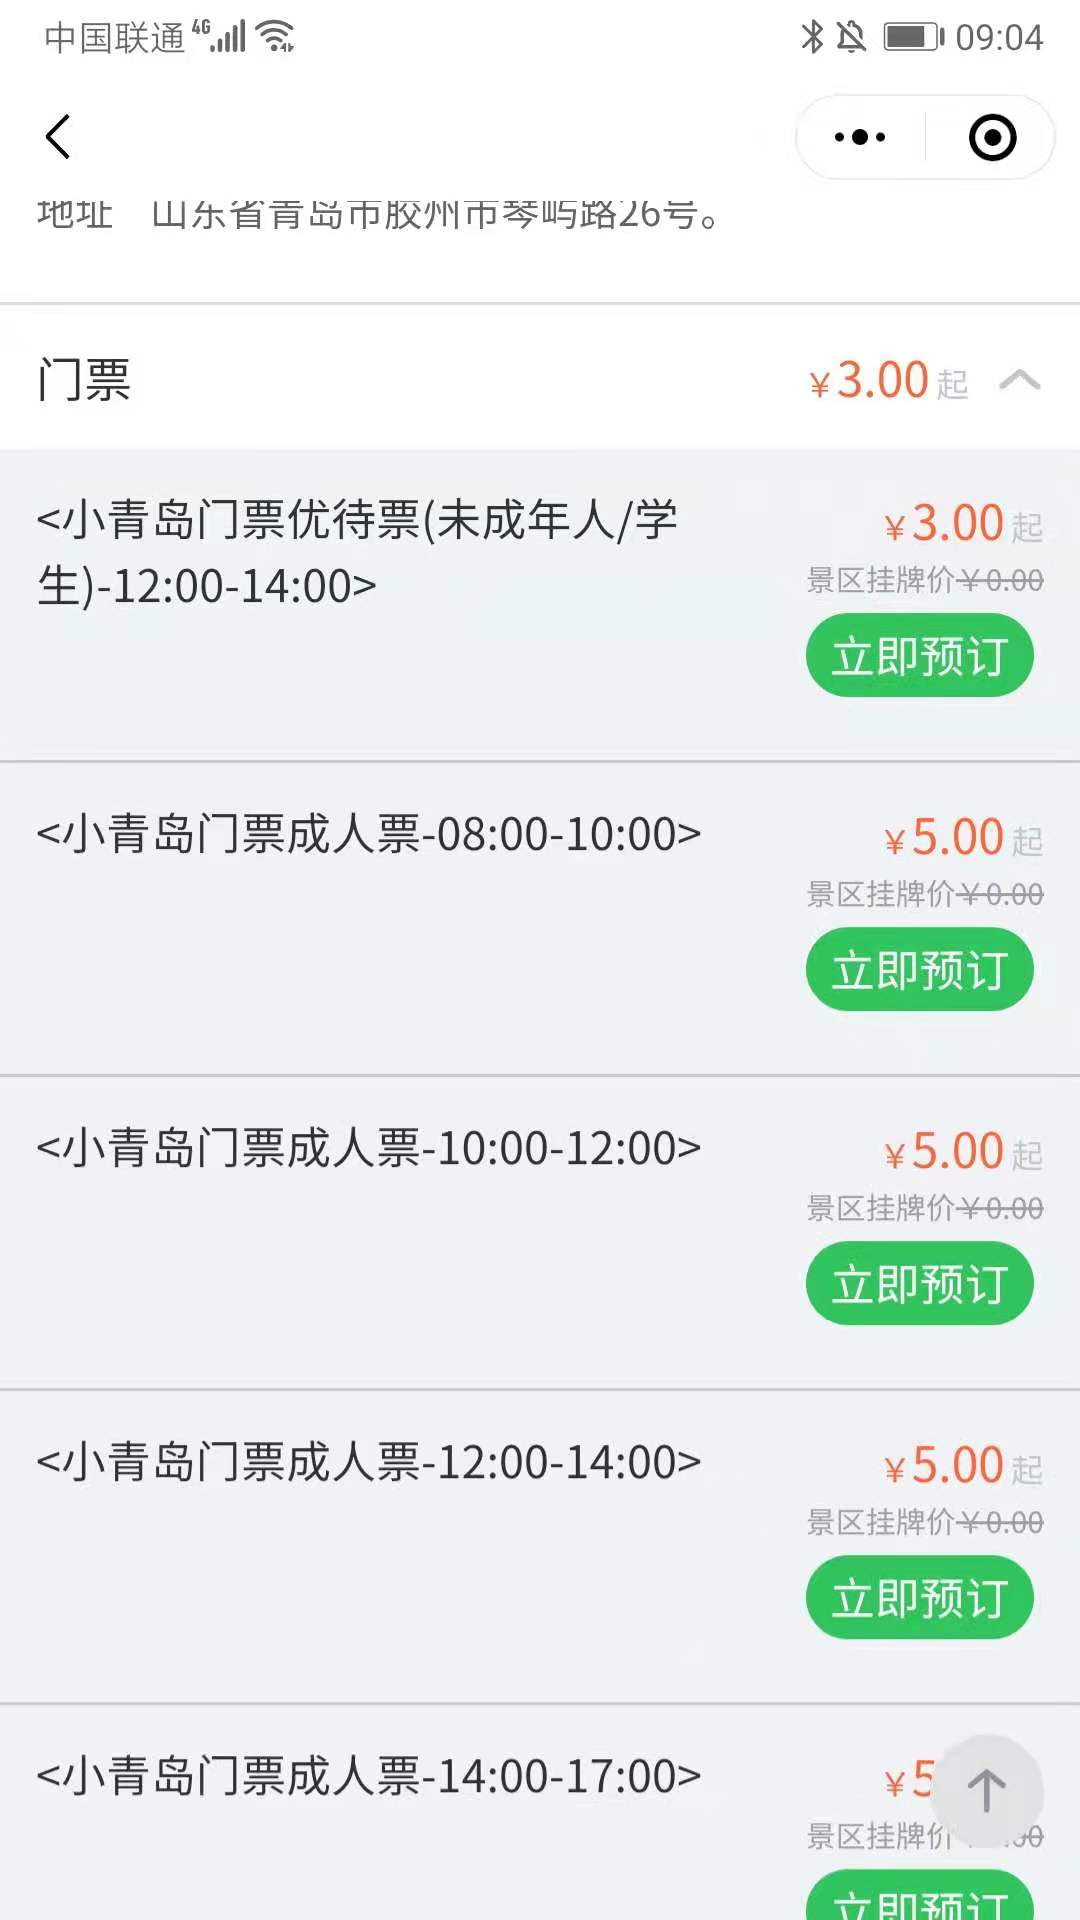 中国联通 4G 09:04
地址 山东省青岛市胶州市琴屿路26号。
门票 ¥3.00起
<小青岛门票优待票(未成年人/学
生)-12:00-14:00>
¥3.00起
景区挂牌价¥0.00
立即预订
<小青岛门票成人票-08:00-10:00>
¥5.00起
景区挂牌价¥0.00
立即预订
<小青岛门票成人票-10:00-12:00>
¥5.00起
景区挂牌价¥0.00
立即预订
<小青岛门票成人票-12:00-14:00>
¥5.00起
景区挂牌价¥0.00
立即预订
<小青岛门票成人票-14:00-17:00>
¥5
景区挂牌价
立即预订